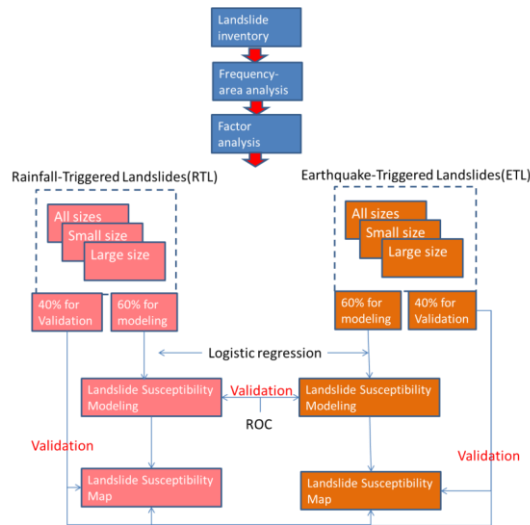 Landslide
inventory
Frequency-
area analysis
Factor
analysis
Rainfall-Triggered Landslides(RTL)
Earthquake-Triggered Landslides(ETL)
All sizes
Small size
Large size
All sizes
Small size
Large size
40% for
Validation
60% for
modeling
60% for
modeling
40% for
Validation
Logistic regression
Landslide Susceptibility
Modeling
Validation
ROC
Landslide Susceptibility
Modeling
Validation
Validation
Landslide Susceptibility
Map
Landslide Susceptibility
Map